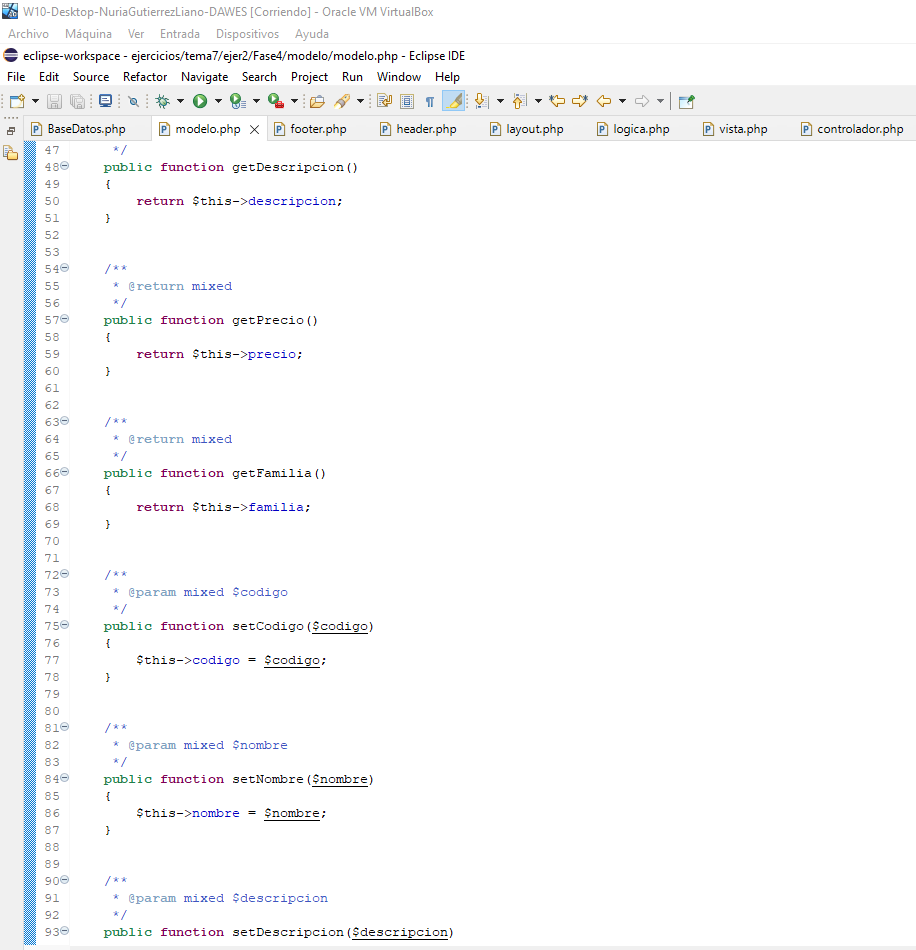 W10-Desktop-NuriaGutierrezLiano-DAWES [Corriendo] - Oracle VM VirtualBox
Archivo Máquina Ver Entrada Dispositivos Ayuda
eclipse-workspace - ejercicios/tema7/ejer2/Fase4/modelo/modelo.php - Eclipse IDE
File Edit Source Refactor Navigate Search Project Run Window Help
BaseDatos.php modelo.php footer.php header.php layout.php logica.php vista.php controlador.php
47 */
48 public function getDescripcion()
49 {
50 return $this->descripcion;
51 }
52
53
54 /**
55 * @return mixed
56 */
57 public function getPrecio()
58 {
59 return $this->precio;
60 }
61
62
63 /**
64 * @return mixed
65 */
66 public function getFamilia()
67 {
68 return $this->familia;
69 }
70
71
72 /**
73 * @param mixed $codigo
74 */
75 public function setCodigo($codigo)
76 {
77 $this->codigo = $codigo;
78 }
79
80
81 /**
82 * @param mixed $nombre
83 */
84 public function setNombre($nombre)
85 {
86 $this->nombre = $nombre;
87 }
88
89
90 /**
91 * @param mixed $descripcion
92 */
93 public function setDescripcion($descripcion)